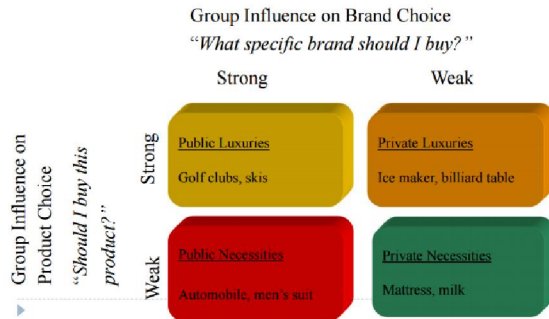 Group Influence on Brand Choice
“What specific brand should I buy?”
Strong
Weak
Group Influence on
Product Choice
“Should I buy this
product?”
Strong
Public Luxuries
Golf clubs, skis
Private Luxuries
Ice maker, billiard table
Weak
Public Necessities
Automobile, men’s suit
Private Necessities
Mattress, milk